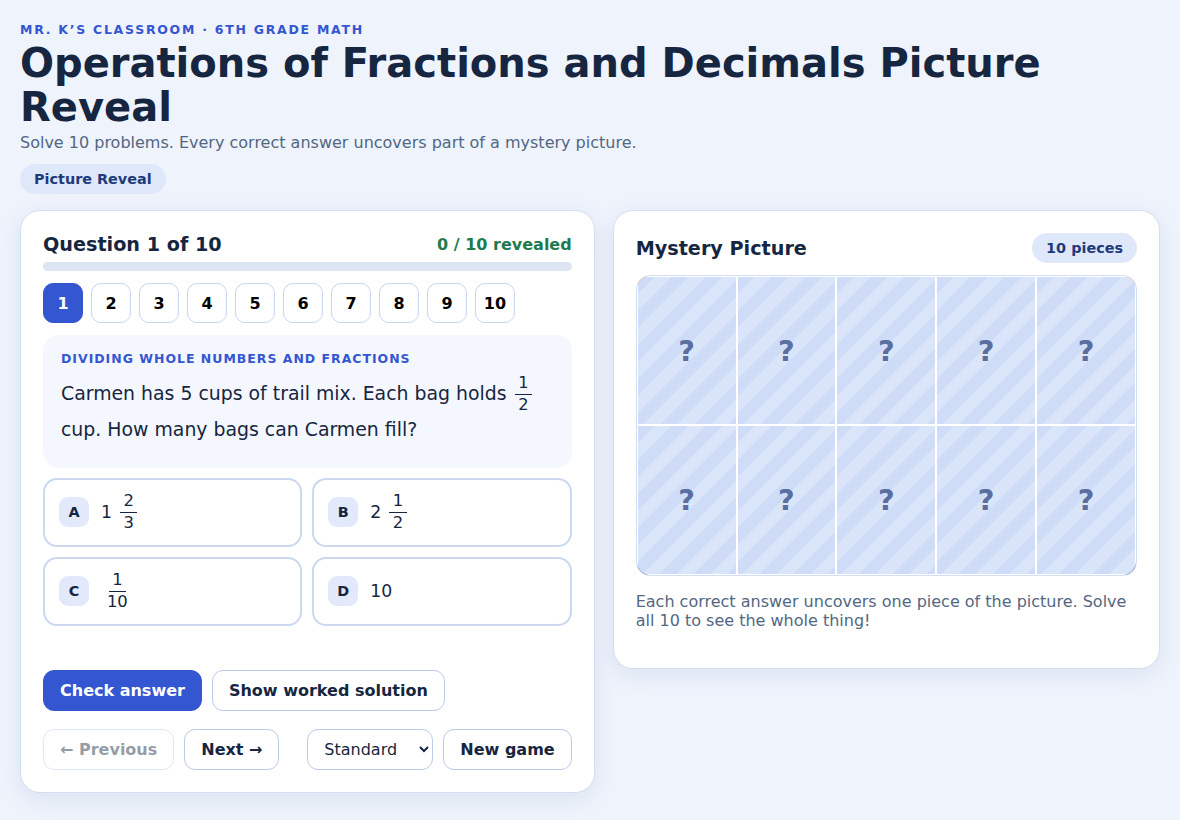 MR. K’S CLASSROOM · 6TH GRADE MATH
Operations of Fractions and Decimals Picture
Reveal
Solve 10 problems. Every correct answer uncovers part of a mystery picture.
Picture Reveal
Question 1 of 10
0 / 10 revealed
1 2 3 4 5 6 7 8 9 10
DIVIDING WHOLE NUMBERS AND FRACTIONS
Carmen has 5 cups of trail mix. Each bag holds 1/2
cup. How many bags can Carmen fill?
A 1 2/3
B 2 1/2
C 1/10
D 10
Check answer
Show worked solution
← Previous
Next →
Standard
New game
Mystery Picture
10 pieces
? ? ? ? ?
? ? ? ? ?
Each correct answer uncovers one piece of the picture. Solve
all 10 to see the whole thing!